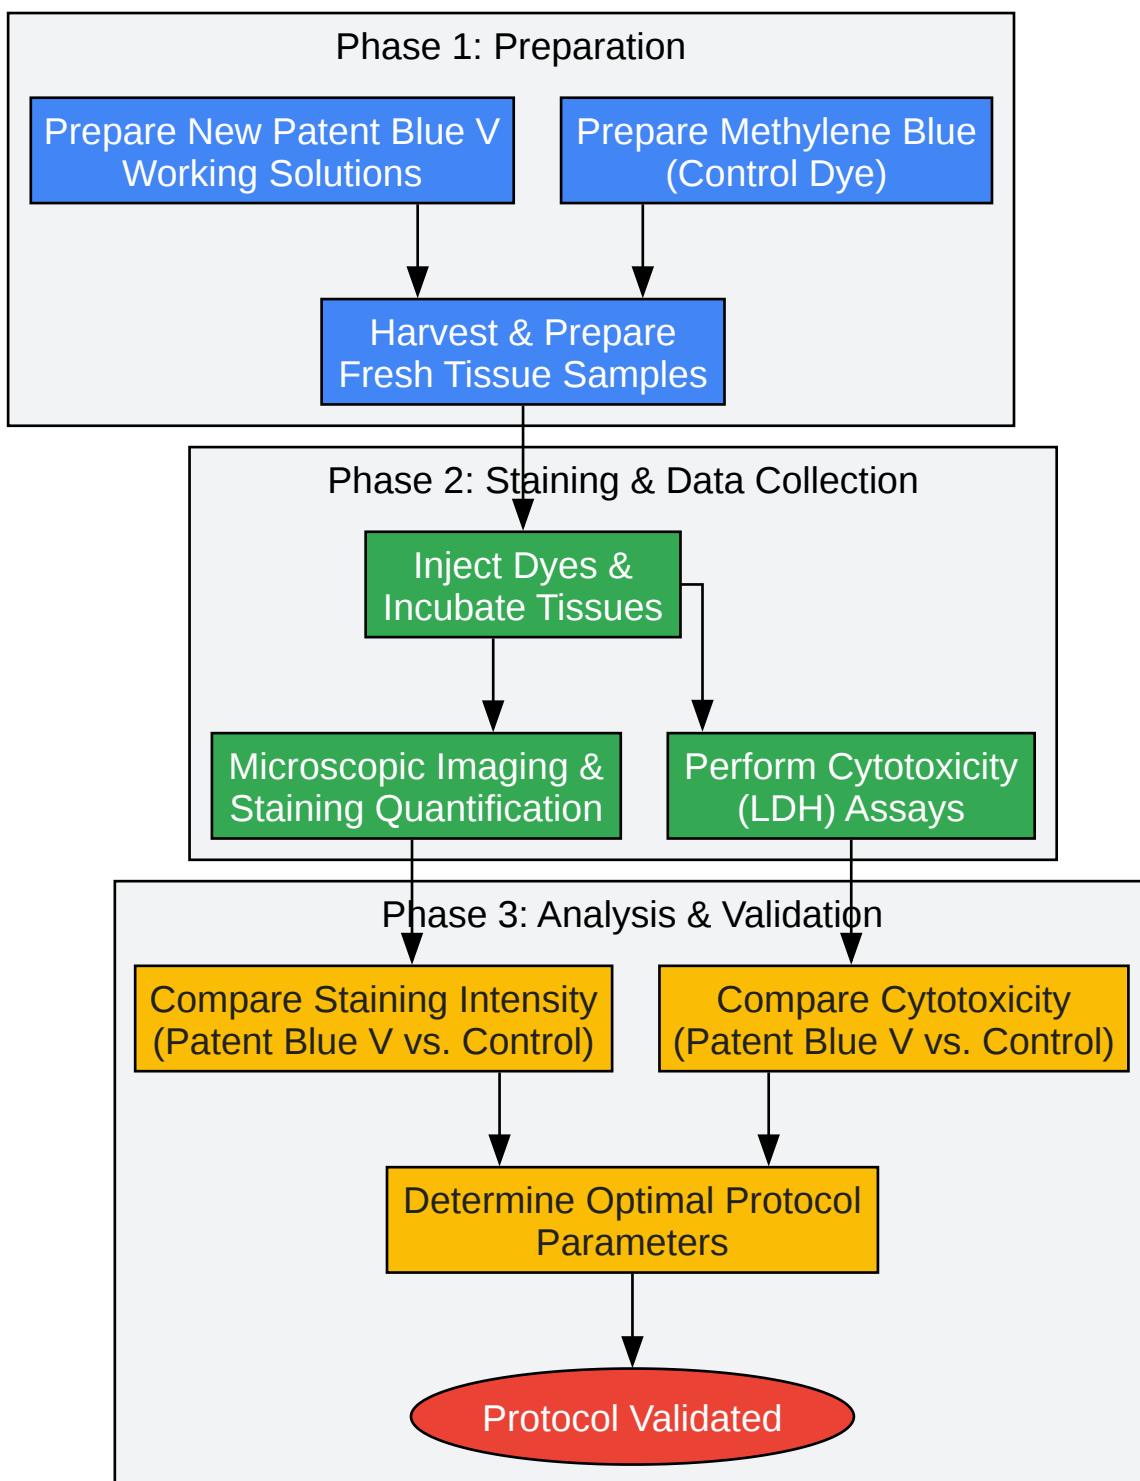 Phase 1: Preparation
Prepare New Patent Blue V
Working Solutions
Prepare Methylene Blue
(Control Dye)
Harvest & Prepare
Fresh Tissue Samples
Phase 2: Staining & Data Collection
Inject Dyes &
Incubate Tissues
Microscopic Imaging &
Staining Quantification
Perform Cytotoxicity
(LDH) Assays
Phase 3: Analysis & Validation
Compare Staining Intensity
(Patent Blue V vs. Control)
Compare Cytotoxicity
(Patent Blue V vs. Control)
Determine Optimal Protocol
Parameters
Protocol Validated